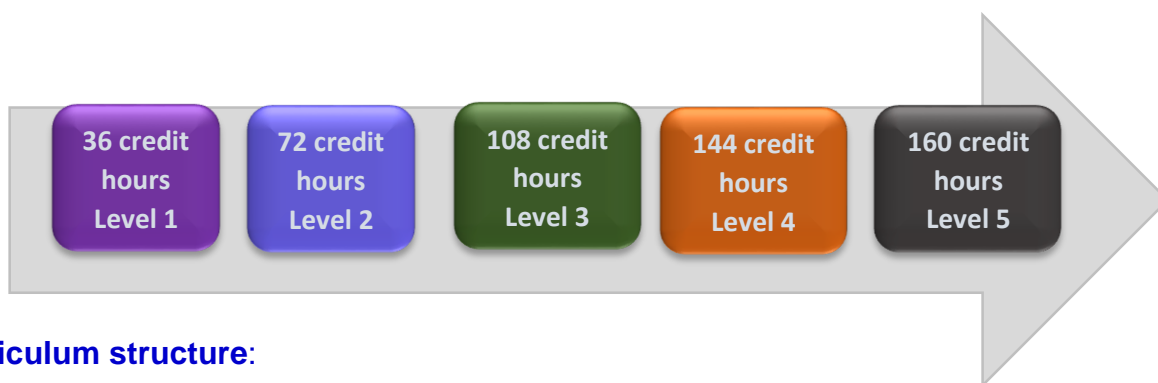 36 credit
hours
Level 1
72 credit
hours
Level 2
108 credit
hours
Level 3
144 credit
hours
Level 4
160 credit
hours
Level 5
iculum structure: